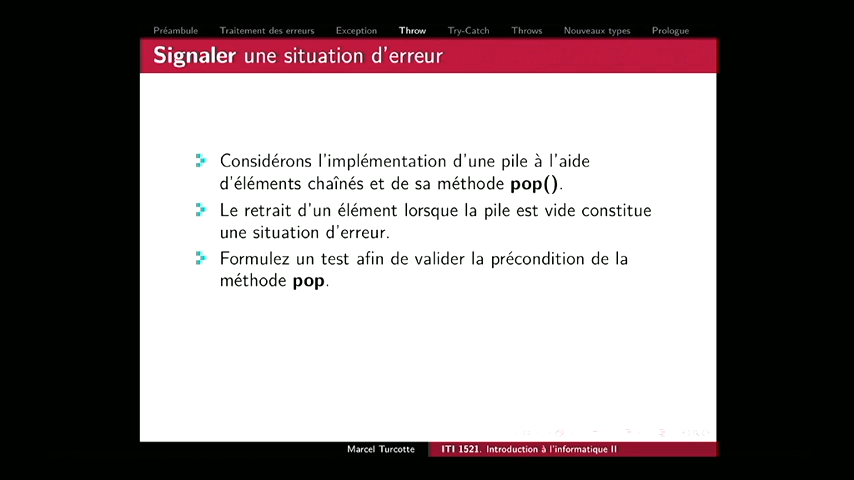 Préambule Traitement des erreurs Exception Throw Try-Catch Throws Nouveaux types Prologue
Signaler une situation d'erreur
Considérons l'implémentation d'une pile à l'aide
d'éléments chaînés et de sa méthode pop().
Le retrait d'un élément lorsque la pile est vide constitue
une situation d'erreur.
Formulez un test afin de valider la précondition de la
méthode pop.
Marcel Turcotte ITI 1521. Introduction à l'informatique II